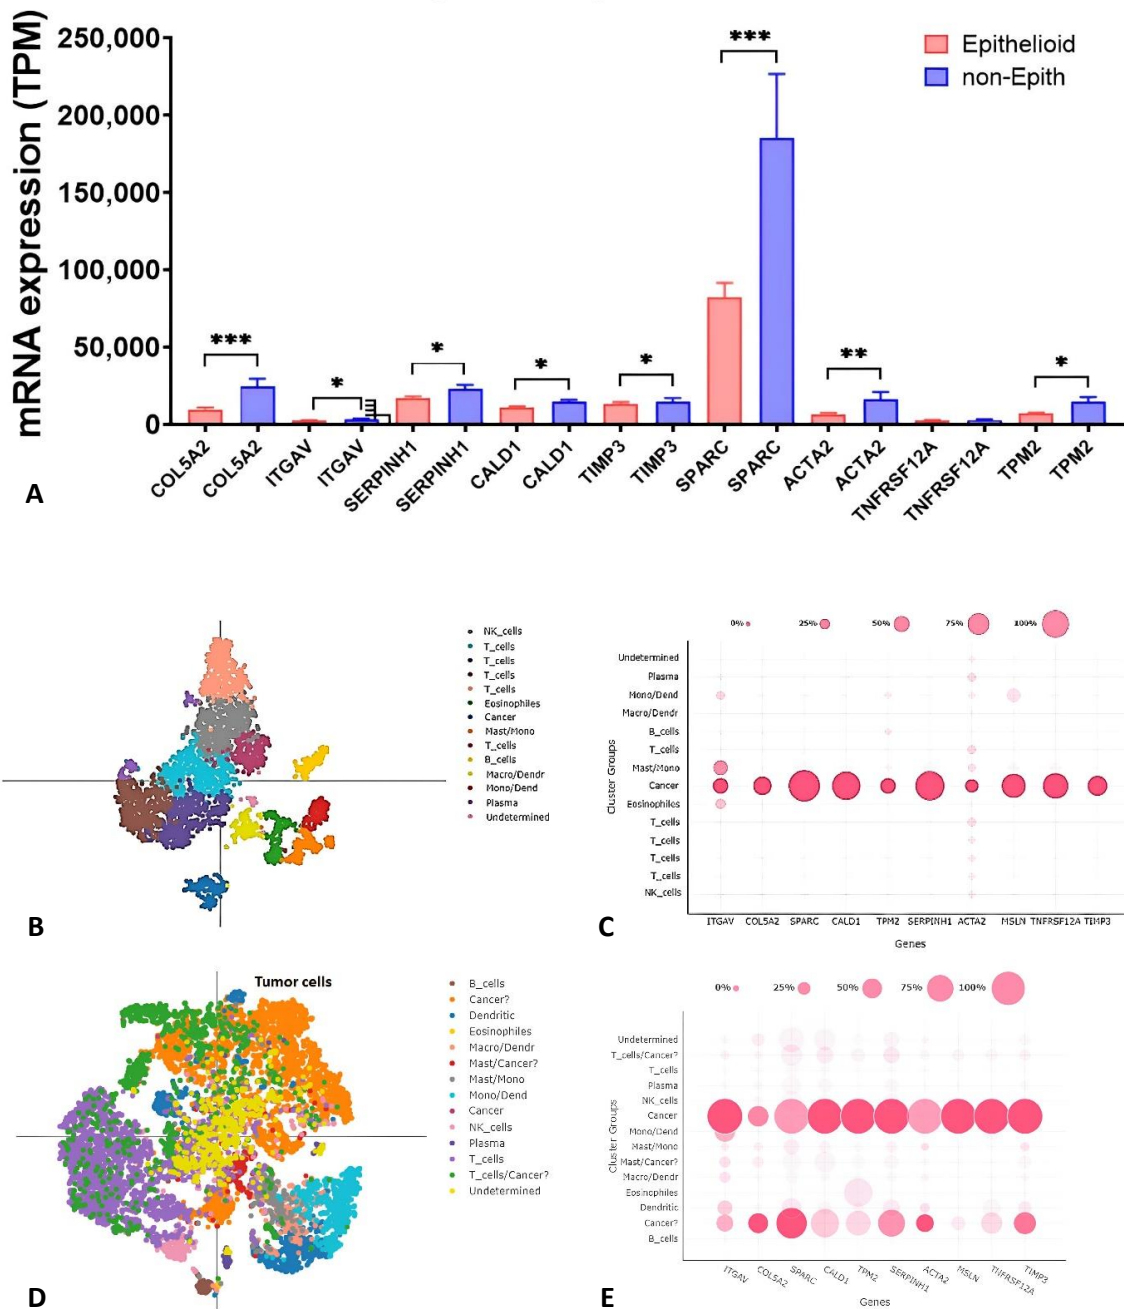 250,000
200,000
150,000
100,000
50,000
0
mRNA expression (TPM)
Epithelioid
non-Epith
***
*
*
*
*
***
**
*
COL5A2
COL5A2
ITGAV
ITGAV
SERPINH1
SERPINH1
CALD1
CALD1
TIMP3
TIMP3
SPARC
SPARC
ACTA2
ACTA2
TNFRSF12A
TNFRSF12A
TPM2
TPM2
A
NK_cells
T_cells
T_cells
T_cells
T_cells
Eosinophiles
Cancer
Mast/Mono
T_cells
B_cells
Macro/Dendr
Mono/Dend
Plasma
Undetermined
B
0% 25% 50% 75% 100%
Cluster Groups
Undetermined
Plasma
Mono/Dend
Macro/Dendr
B_cells
T_cells
Mast/Mono
Cancer
Eosinophiles
T_cells
T_cells
T_cells
T_cells
NK_cells
ITGAV COL5A2 SPARC CALD1 TPM2 SERPINH1 ACTA2 MSLN TNFRSF12A TIMP3
Genes
C
Tumor cells
B_cells
Cancer?
Dendritic
Eosinophiles
Macro/Dendr
Mast/Cancer?
Mast/Mono
Mono/Dend
Cancer
NK_cells
Plasma
T_cells
T_cells/Cancer?
Undetermined
D
0% 25% 50% 75% 100%
Cluster Groups
Undetermined
T_cells/Cancer?
T_cells
Plasma
NK_cells
Cancer
Mono/Dend
Mast/Mono
Mast/Cancer?
Macro/Dendr
Eosinophiles
Dendritic
Cancer?
B_cells
ITGAV COL5A2 SPARC CALD1 TPM2 SERPINH1 ACTA2 MSLN TNFRSF12A TIMP3
Genes
E